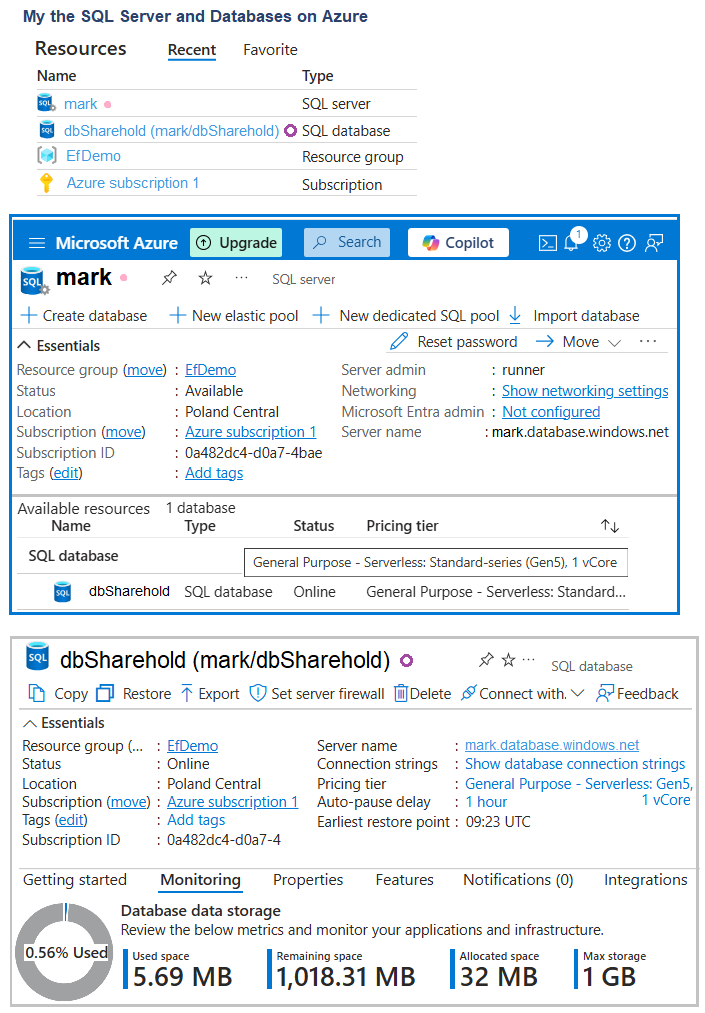 My the SQL Server and Databases on Azure
Resources Recent Favorite
Name Type
SQL mark SQL server
SQL dbSharehold (mark/dbSharehold) SQL database
EfDemo Resource group
Azure subscription 1 Subscription
Microsoft Azure Upgrade Search Copilot 1
SQL mark SQL server
Create database New elastic pool New dedicated SQL pool Import database
Reset password Move
Essentials
Resource group (move) : EfDemo Server admin : runner
Status : Available Networking : Show networking settings
Location : Poland Central Microsoft Entra admin : Not configured
Subscription (move) : Azure subscription 1 Server name : mark.database.windows.net
Subscription ID : 0a482dc4-d0a7-4bae
Tags (edit) : Add tags
Available resources 1 database
Name Type Status Pricing tier
SQL database
General Purpose - Serverless: Standard-series (Gen5), 1 vCore
SQL dbSharehold SQL database Online General Purpose - Serverless: Standard...
SQL dbSharehold (mark/dbSharehold) ... SQL database
Copy Restore Export Set server firewall Delete Connect with. Feedback
Essentials
Resource group (... : EfDemo Server name : mark.database.windows.net
Status : Online Connection strings : Show database connection strings
Location : Poland Central Pricing tier : General Purpose - Serverless: Gen5,
1 vCore
Subscription (move) : Azure subscription 1 Auto-pause delay : 1 hour
Tags (edit) : Add tags Earliest restore point : 09:23 UTC
Subscription ID : 0a482dc4-d0a7-4
Getting started Monitoring Properties Features Notifications (0) Integrations
Database data storage
Review the below metrics and monitor your applications and infrastructure.
0.56% Used
Used space Remaining space Allocated space Max storage
5.69 MB 1,018.31 MB 32 MB 1 GB